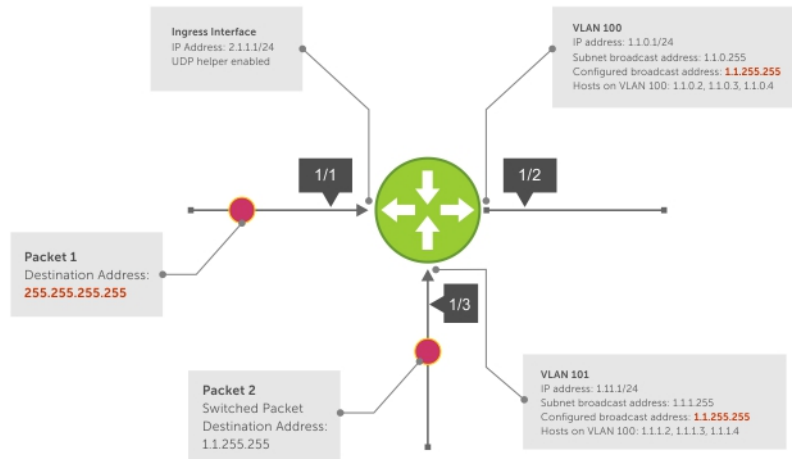 Ingress Interface
IP Address: 2.1.1.1/24
UDP helper enabled
VLAN 100
IP address: 1.1.0.1/24
Subnet broadcast address: 1.1.0.255
Configured broadcast address: 1.1.255.255
Hosts on VLAN 100: 1.1.0.2, 1.1.0.3, 1.1.0.4
1/1
1/2
Packet 1
Destination Address:
255.255.255.255
1/3
Packet 2
Switched Packet
Destination Address:
1.1.255.255
VLAN 101
IP address: 1.11.1/24
Subnet broadcast address: 1.1.1.255
Configured broadcast address: 1.1.255.255
Hosts on VLAN 100: 1.1.1.2, 1.1.1.3, 1.1.1.4